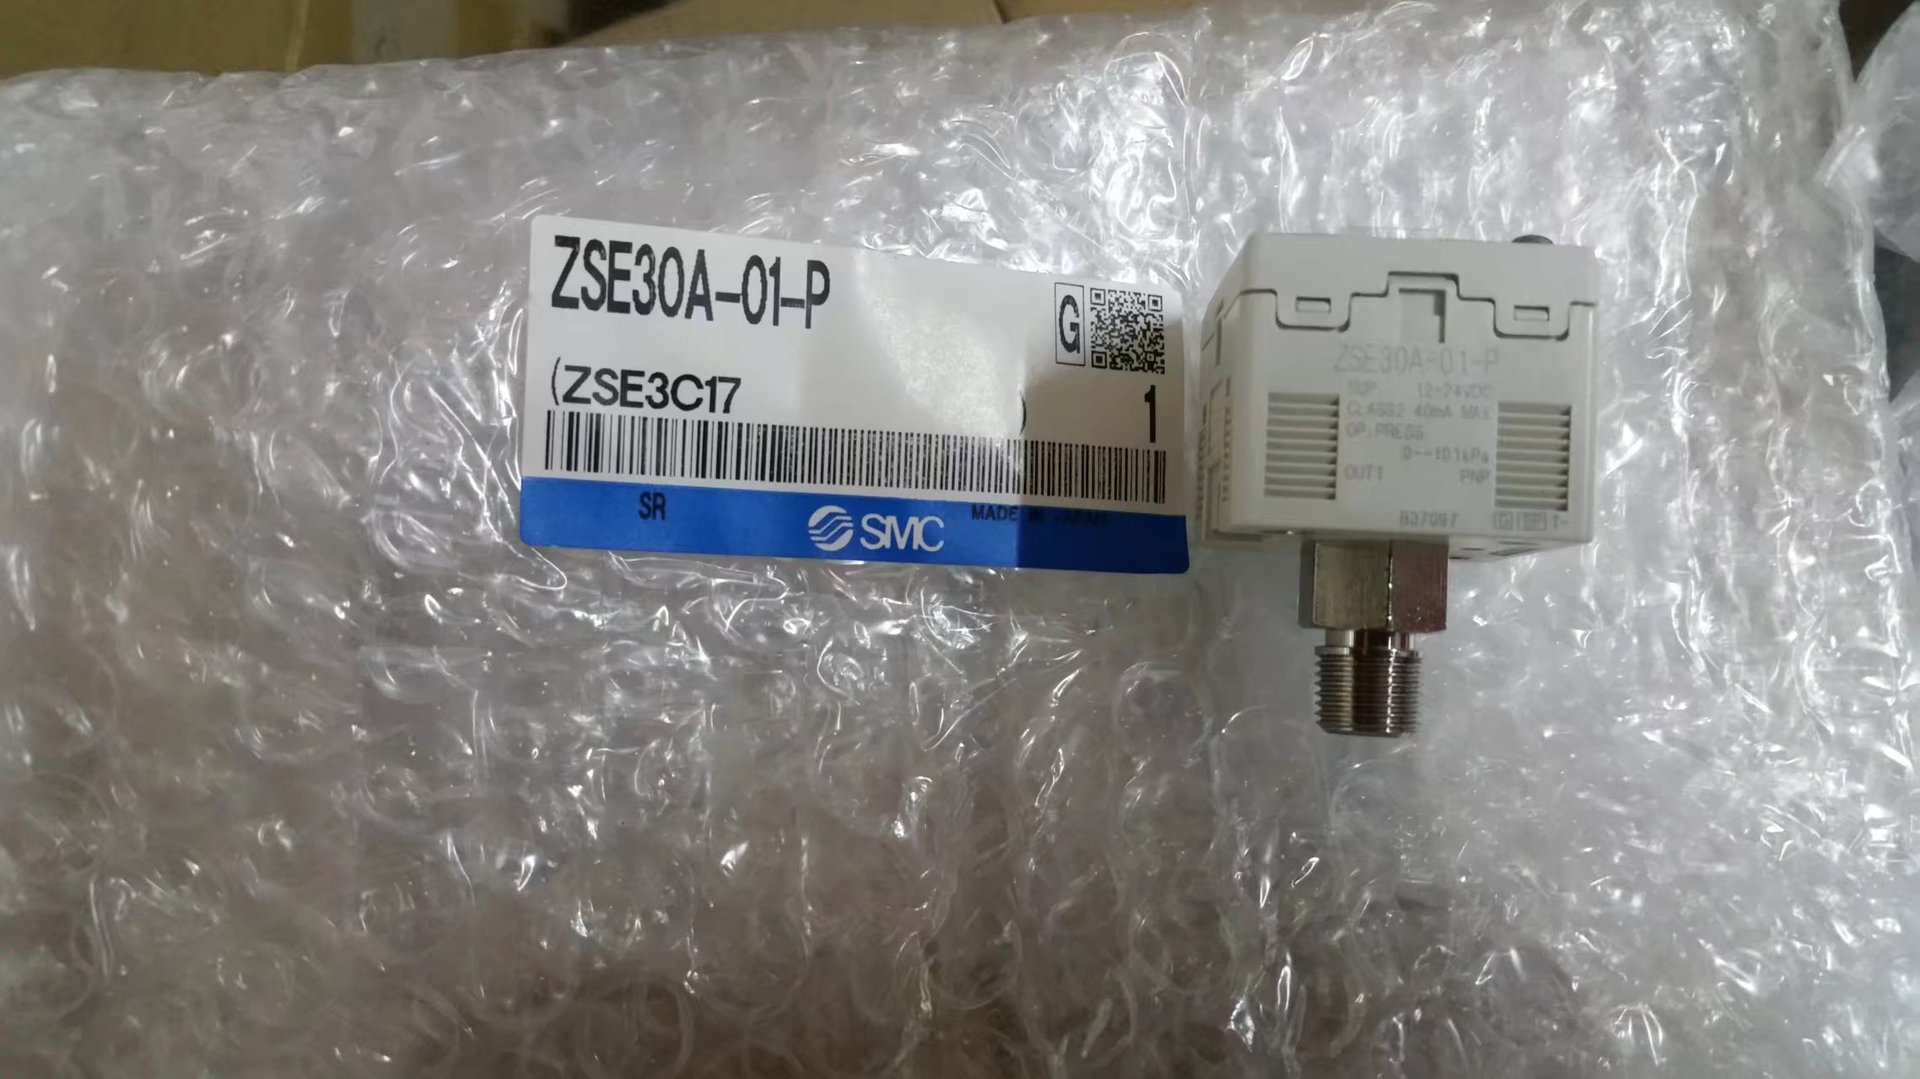 ZSE30A-01-P
G
(ZSE3C17 ) 1
SR
SMC
MADE IN JAPAN
ZSE30A-01-P
SUP. 12-24VDC
CLASS2 40mA MAX.
OP.PRESS
0--101kPa
OUT1 PNP